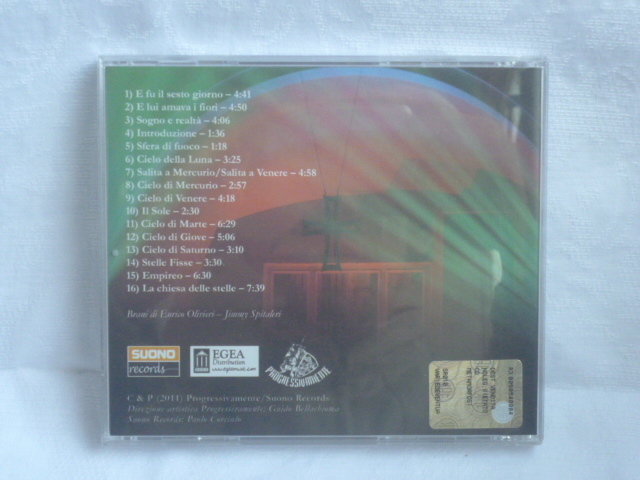 1) E fu il sesto giorno – 4:41
2) E lui amava i fiori – 4:50
3) Sogno e realtà – 4:06
4) Introduzione – 1:36
5) Sfera di fuoco – 1:18
6) Cielo della Luna – 3:25
7) Salita a Mercurio/Salita a Venere – 4:58
8) Cielo di Mercurio – 2:57
9) Cielo di Venere – 4:18
10) Il Sole – 2:30
11) Cielo di Marte – 6:29
12) Cielo di Giove – 5:06
13) Cielo di Saturno – 3:10
14) Stelle Fisse – 3:30
15) Empireo – 6:30
16) La chiesa delle stelle – 7:39
Brani di Enrico Olivieri – Jimmy Spitaleri
SUONO
records
EGEA
Distribution
www.egeamusic.com
PROGRESSIVAMENTE
C & P (2011) Progressivamente/Suono Records
Direzione artistica Progressivamente: Guido Bellachioma
Suono Records: Paolo Corciulo